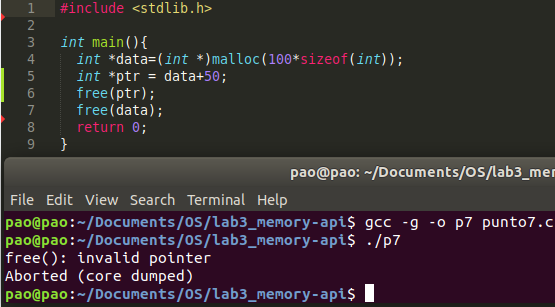 1 #include <stdlib.h>
2
3 int main(){
4 int *data=(int *)malloc(100*sizeof(int));
5 int *ptr = data+50;
6 free(ptr);
7 free(data);
8 return 0;
9 }
pao@pao: ~/Documents/OS/lab3_memory-
File Edit View Search Terminal Help
pao@pao:~/Documents/OS/lab3_memory-api$ gcc -g -o p7 punto7.c
pao@pao:~/Documents/OS/lab3_memory-api$ ./p7
free(): invalid pointer
Aborted (core dumped)
pao@pao:~/Documents/OS/lab3_memory-api$